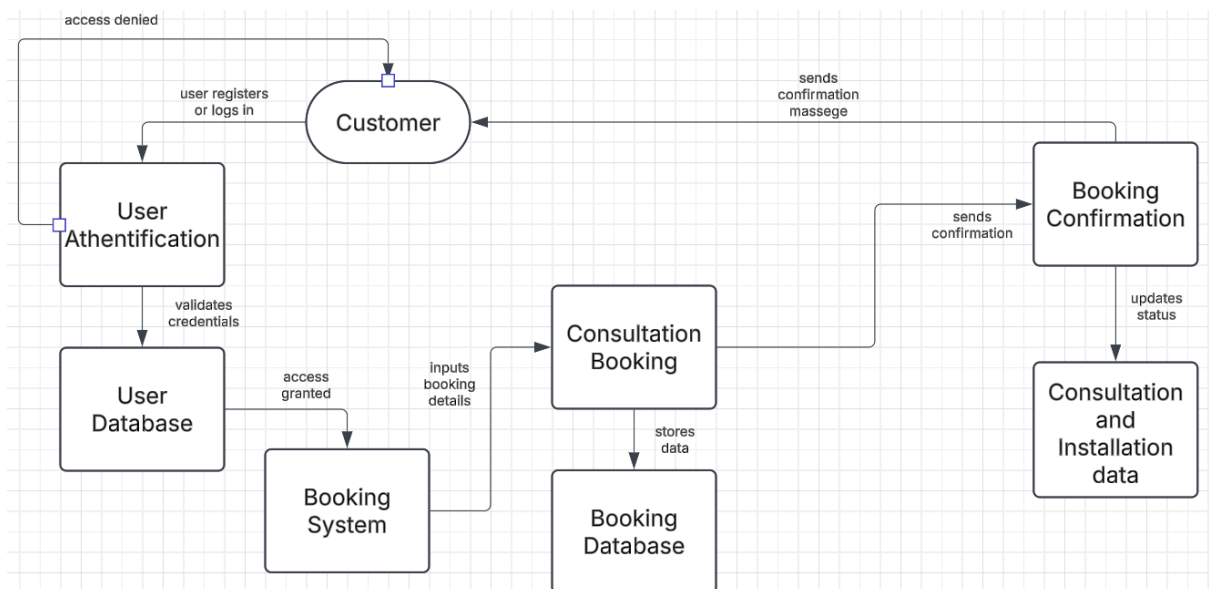 access denied
user registers
or logs in
Customer
sends
confirmation
massege
User
Athentification
Booking
Confirmation
sends
confirmation
validates
credentials
updates
status
Consultation
Booking
User
Database
access
granted
inputs
booking
details
Consultation
and
Installation
data
stores
data
Booking
System
Booking
Database